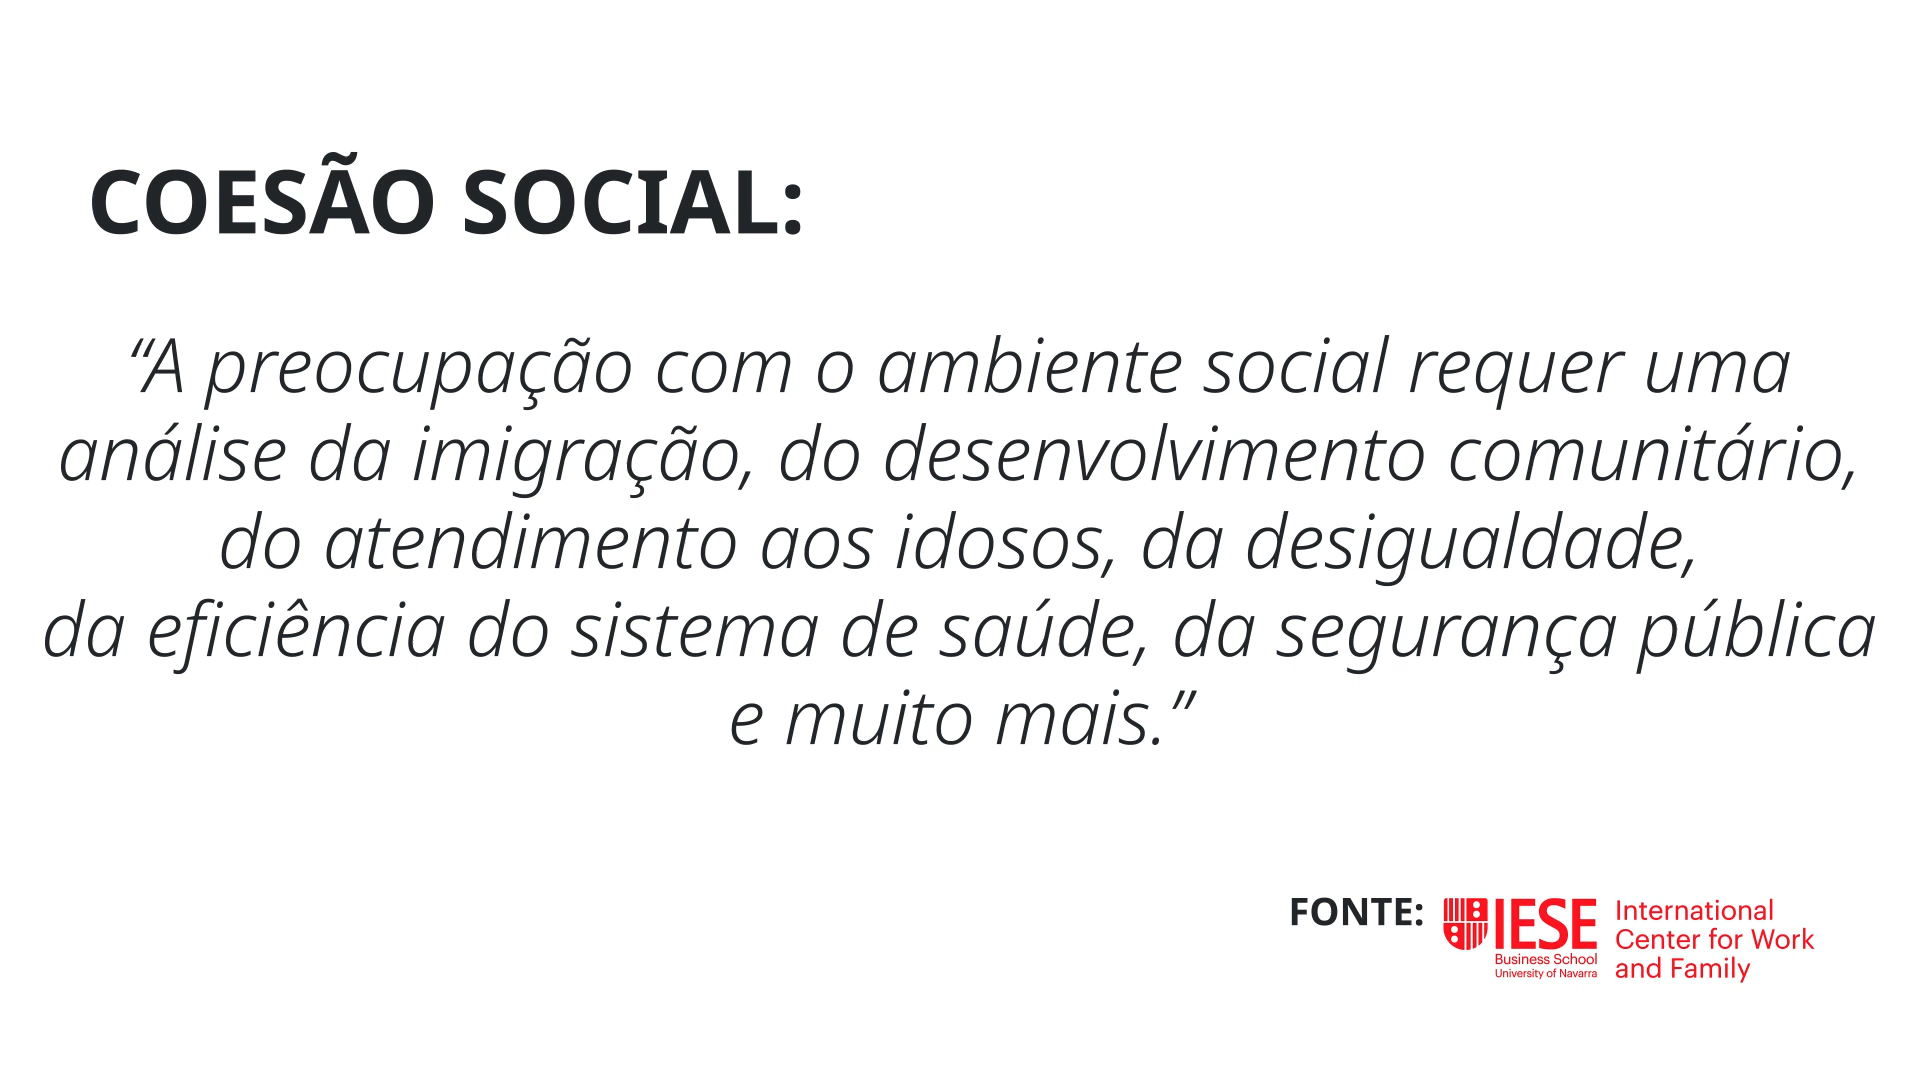 COESÃO SOCIAL:
“A preocupação com o ambiente social requer uma
análise da imigração, do desenvolvimento comunitário,
do atendimento aos idosos, da desigualdade,
da eficiência do sistema de saúde, da segurança pública
e muito mais.”
FONTE:
IESE
Business School
University of Navarra
International
Center for Work
and Family